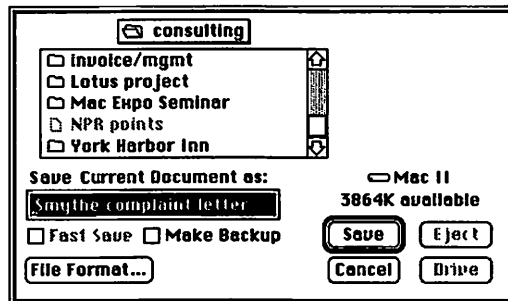 consulting
invoice/mgmt
Lotus project
Mac Expo Seminar
NPR points
York Harbor Inn
Save Current Document as:
Mac II
Smythe complaint letter
3864K available
Fast Save
Make Backup
Save
Eject
File Format...
Cancel
Drive